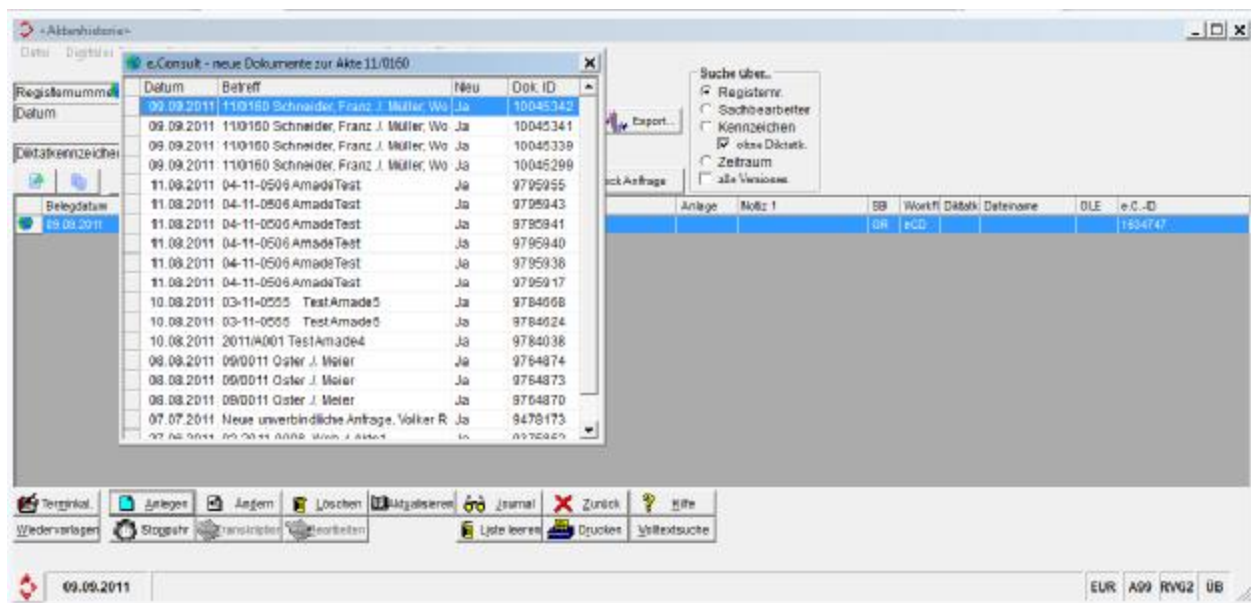 <Aktenhistorie>
Datei
e.Consult - neue Dokumente zur Akte 11/0160
Datum Betreff Neu Dok. ID
09.09.2011 11/0160 Schneider, Franz J. Müller, Wo Ja 10045342
09.09.2011 11/0160 Schneider, Franz J. Müller, Wo Ja 10045341
09.09.2011 11/0160 Schneider, Franz J. Müller, Wo Ja 10045339
09.09.2011 11/0160 Schneider, Franz J. Müller, Wo Ja 10045299
11.08.2011 04-11-0506 AmadeTest Ja 9795955
11.08.2011 04-11-0506 AmadeTest Ja 9795943
11.08.2011 04-11-0506 AmadeTest Ja 9795941
11.08.2011 04-11-0506 AmadeTest Ja 9795940
11.08.2011 04-11-0506 AmadeTest Ja 9795938
11.08.2011 04-11-0506 AmadeTest Ja 9795917
10.08.2011 03-11-0555 TestAmade5 Ja 9784668
10.08.2011 03-11-0555 TestAmade5 Ja 9784624
10.08.2011 2011/A001 TestAmade4 Ja 9784038
08.08.2011 09/0011 Oster J. Meier Ja 9764874
08.08.2011 09/0011 Oster J. Meier Ja 9764873
08.08.2011 09/0011 Oster J. Meier Ja 9764870
07.07.2011 Neue unverbindliche Anfrage, Volker R Ja 9478173
Registernumme
Datum
Diktatkennzeichen
Export...
ck Anfrage
Suche über...
Registernr.
Sachbearbeiter
Kennzeichen
ohne Diktatk.
Zeitraum
alle Versionen
Belegdatum Anlage Notiz 1 SB Workfl Diktatk Dateiname OLE e.C.-ID
09.09.2011 GR eCD 1634747
Terminkal. Anlegen Ändern Löschen Aktualisieren Journal Zurück Hilfe
Wiedervorlagen Stoppuhr Transkription Bearbeiten Liste leeren Drucken Volltextsuche
09.09.2011 EUR A99 RVG2 ÜB